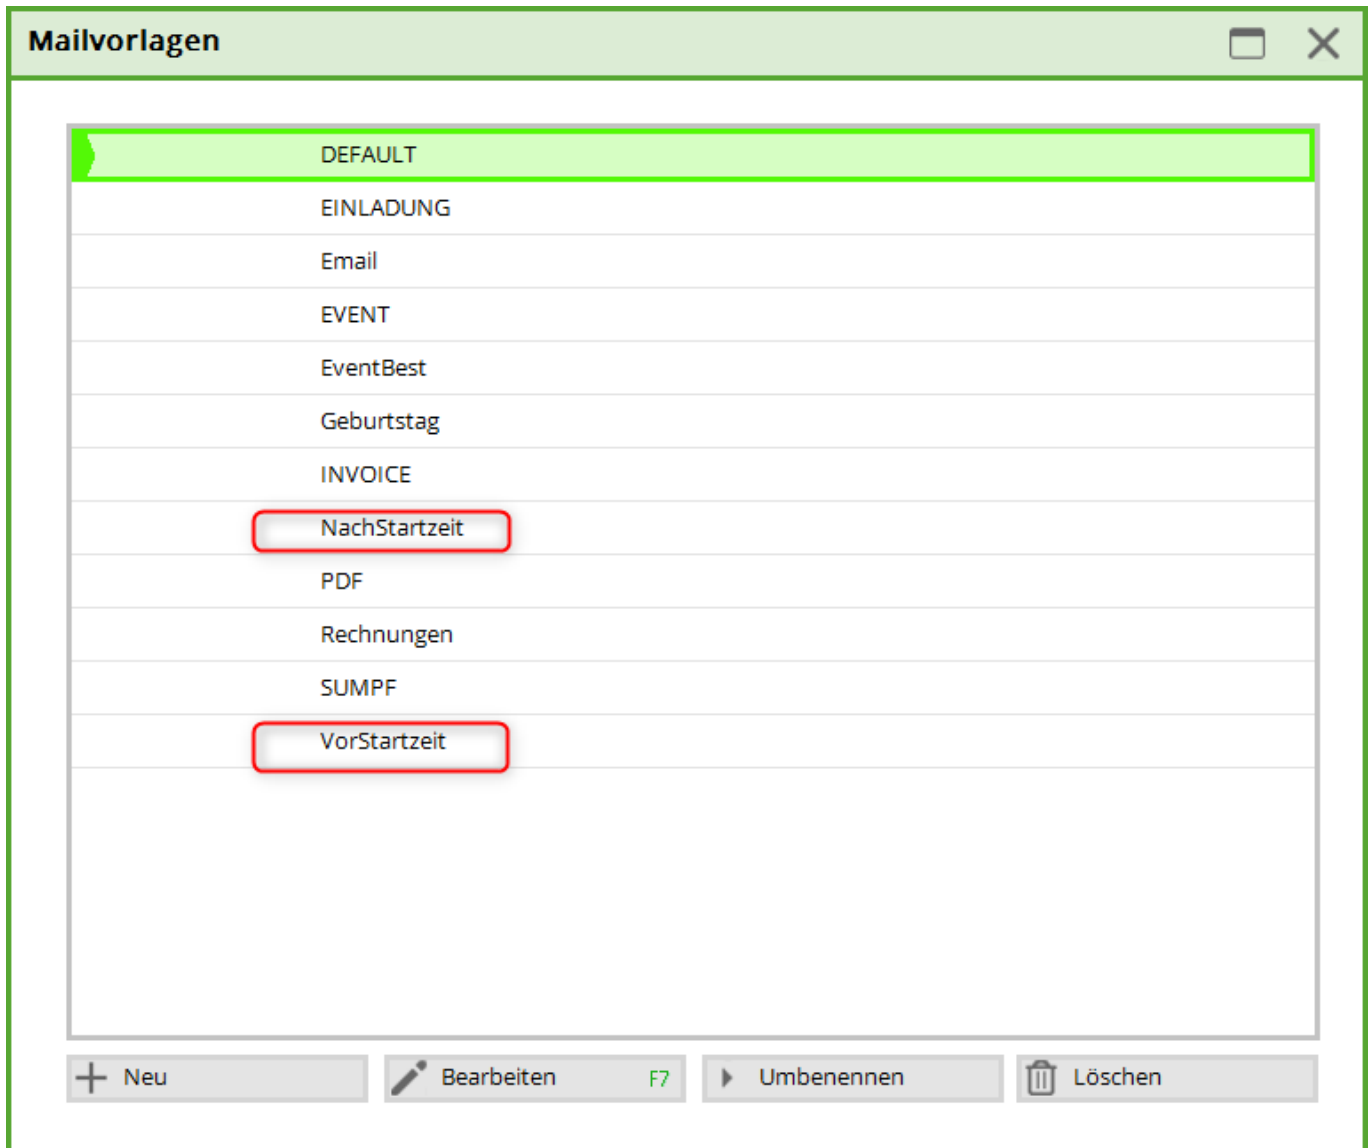 Mailvorlagen
DEFAULT
EINLADUNG
Email
EVENT
EventBest
Geburtstag
INVOICE
NachStartzeit
PDF
Rechnungen
SUMPF
VorStartzeit
Neu Bearbeiten F7 Umbenennen Löschen